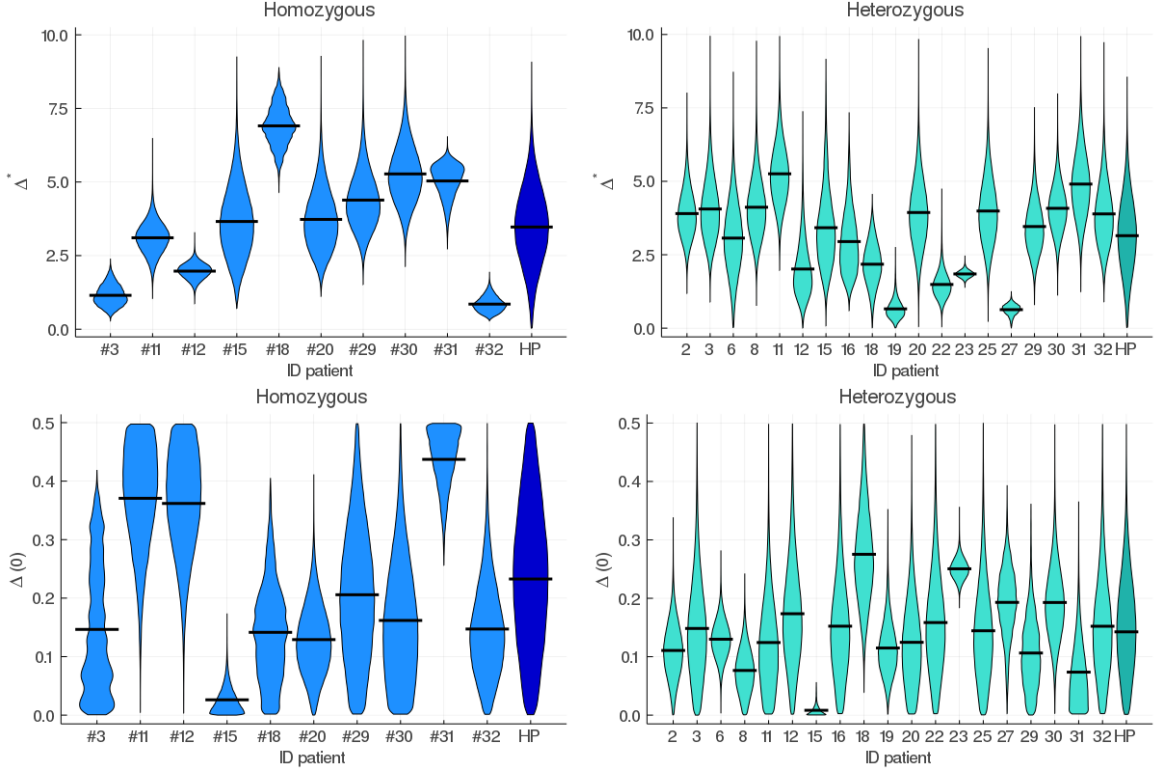 Homozygous
10.0
7.5
5.0
2.5
0.0
Δ*
#3 #11 #12 #15 #18 #20 #29 #30 #31 #32 HP
ID patient
Heterozygous
10.0
7.5
5.0
2.5
0.0
Δ*
2 3 6 8 11 12 15 16 18 19 20 22 23 25 27 29 30 31 32 HP
ID patient
Homozygous
0.5
0.4
0.3
0.2
0.1
0.0
Δ (0)
#3 #11 #12 #15 #18 #20 #29 #30 #31 #32 HP
ID patient
Heterozygous
0.5
0.4
0.3
0.2
0.1
0.0
Δ (0)
2 3 6 8 11 12 15 16 18 19 20 22 23 25 27 29 30 31 32 HP
ID patient